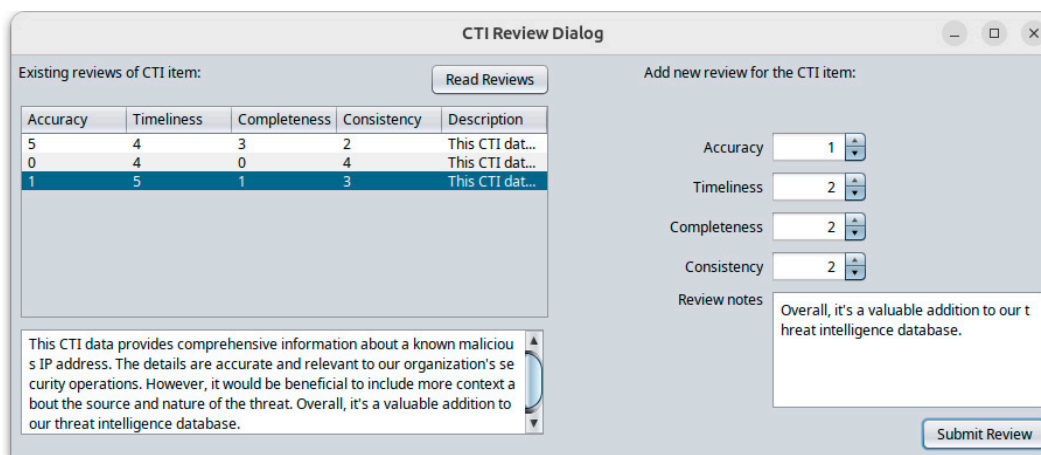 CTI Review Dialog
Existing reviews of CTI item:
Read Reviews
Accuracy Timeliness Completeness Consistency Description
5 4 3 2 This CTI dat...
0 4 0 4 This CTI dat...
1 5 1 3 This CTI dat...
This CTI data provides comprehensive information about a known maliciou
s IP address. The details are accurate and relevant to our organization's se
curity operations. However, it would be beneficial to include more context a
bout the source and nature of the threat. Overall, it's a valuable addition to
our threat intelligence database.
Add new review for the CTI item:
Accuracy 1
Timeliness 2
Completeness 2
Consistency 2
Review notes
Overall, it's a valuable addition to our t
hreat intelligence database.
Submit Review